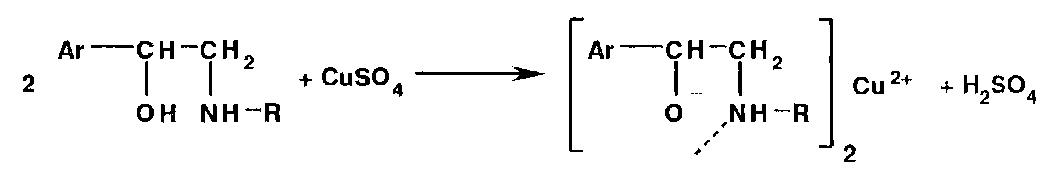 2 Ar—CH—CH₂ + CuSO₄ ⟶ [Ar—CH—CH₂]₂ Cu²⁺ + H₂SO₄
OH NH—R O⁻ NH—R